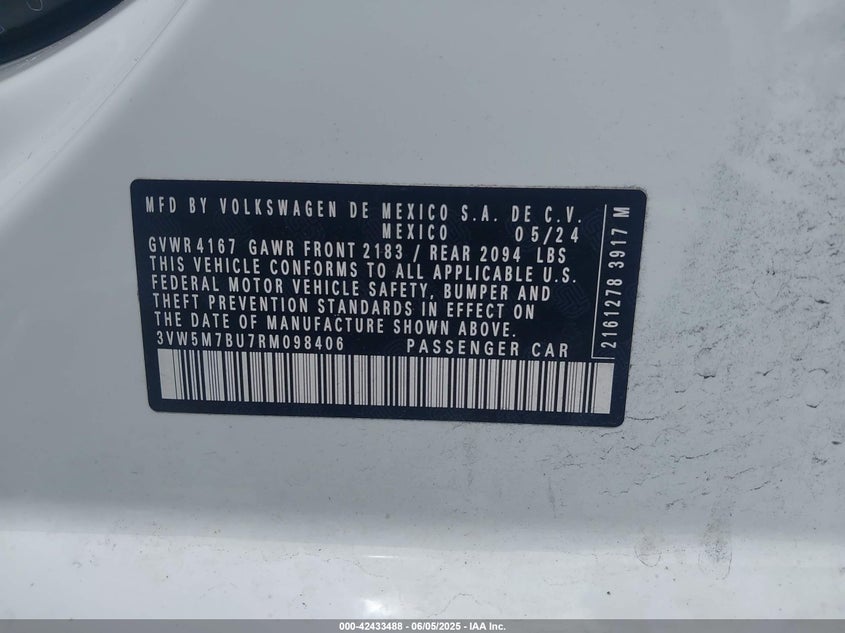 MFD BY VOLKSWAGEN DE MEXICO S.A. DE C.V.
MEXICO 05/24
GVWR 4167 GAWR FRONT 2183 / REAR 2094 LBS
THIS VEHICLE CONFORMS TO ALL APPLICABLE U.S.
FEDERAL MOTOR VEHICLE SAFETY, BUMPER AND
THEFT PREVENTION STANDARDS IN EFFECT ON
THE DATE OF MANUFACTURE SHOWN ABOVE.
3VW5M7BU7RM098406 PASSENGER CAR
2161278 3917 M
000-42433488 - 06/05/2025 - IAA Inc.